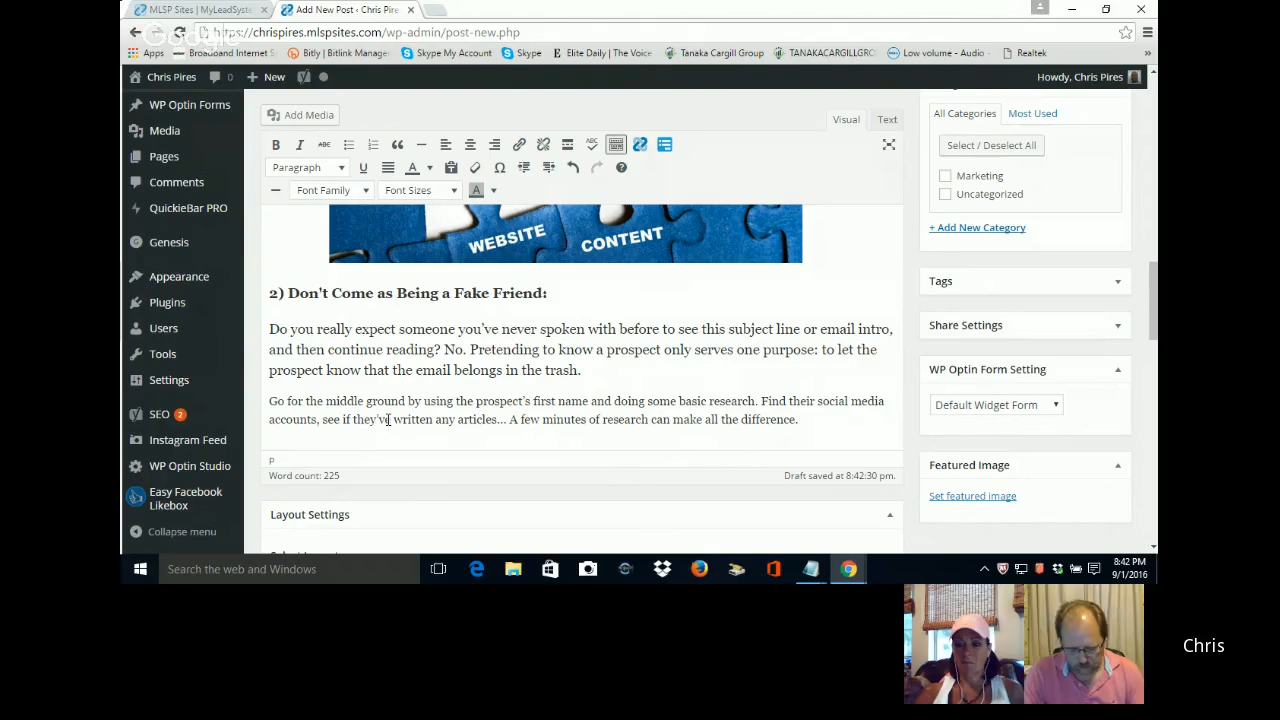 MLSP Sites | MyLeadSyste
Add New Post ‹ Chris Pire
Google
https://chrispires.mlspsites.com/wp-admin/post-new.php
Apps
Broadband Internet S
Bitly | Bitlink Manager
Skype My Account
Skype
Elite Daily | The Voice
Tanaka Cargill Group
TANAKACARGILLGRO
Low volume - Audio
Realtek
»
Chris Pires
0
New
Howdy, Chris Pires
WP Optin Forms
Media
Pages
Comments
QuickieBar PRO
Genesis
Appearance
Plugins
Users
Tools
Settings
SEO 2
Instagram Feed
WP Optin Studio
Easy Facebook
Likebox
Collapse menu
Add Media
Visual
Text
B I ABC
ABC
Paragraph
U
A
Ω
Font Family
Font Sizes
A
WEBSITE
CONTENT
2) Don't Come as Being a Fake Friend:
Do you really expect someone you've never spoken with before to see this subject line or email intro,
and then continue reading? No. Pretending to know a prospect only serves one purpose: to let the
prospect know that the email belongs in the trash.
Go for the middle ground by using the prospect's first name and doing some basic research. Find their social media
accounts, see if they've written any articles... A few minutes of research can make all the difference.
P
Word count: 225
Draft saved at 8:42:30 pm.
Layout Settings
All Categories
Most Used
Select / Deselect All
Marketing
Uncategorized
+ Add New Category
Tags
Share Settings
WP Optin Form Setting
Default Widget Form
Featured Image
Set featured image
Search the web and Windows
8:42 PM
9/1/2016
Chris